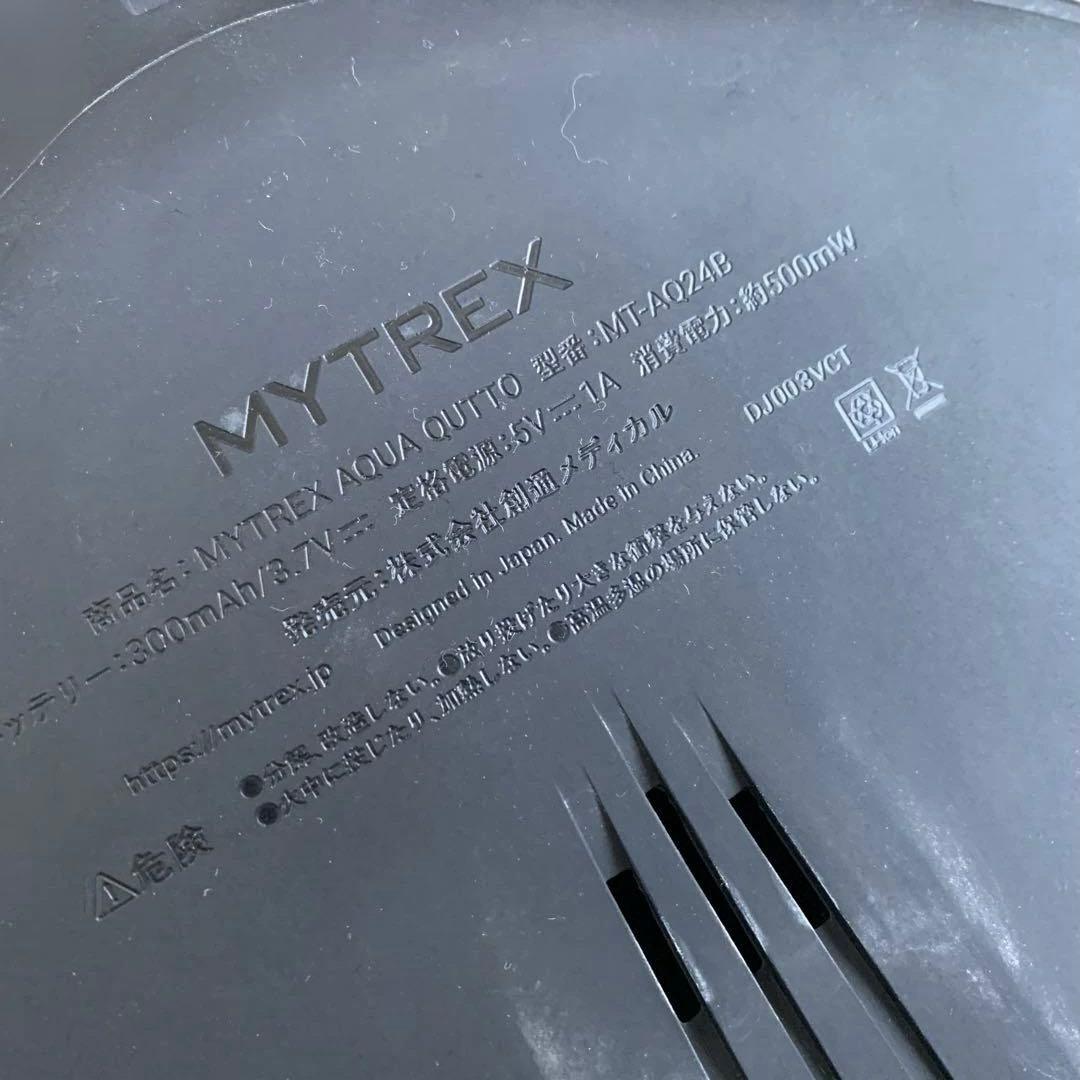 MYTREX
商品名：MYTREX AQUA QUTTO 型番：MT-AQ24B
ッテリー：300mAh/3.7V⎓ 定格電源：5V⎓1A 消費電力：約500mW
発売元：株式会社創通メディカル
https://mytrex.jp Designed in Japan. Made in China. DJ003VCT
Li-ion
⚠危険
●分解、改造しない。●放り投げたり大きな衝撃を与えない。
●火中に投じたり、加熱しない。●高温多湿の場所に保管しない。